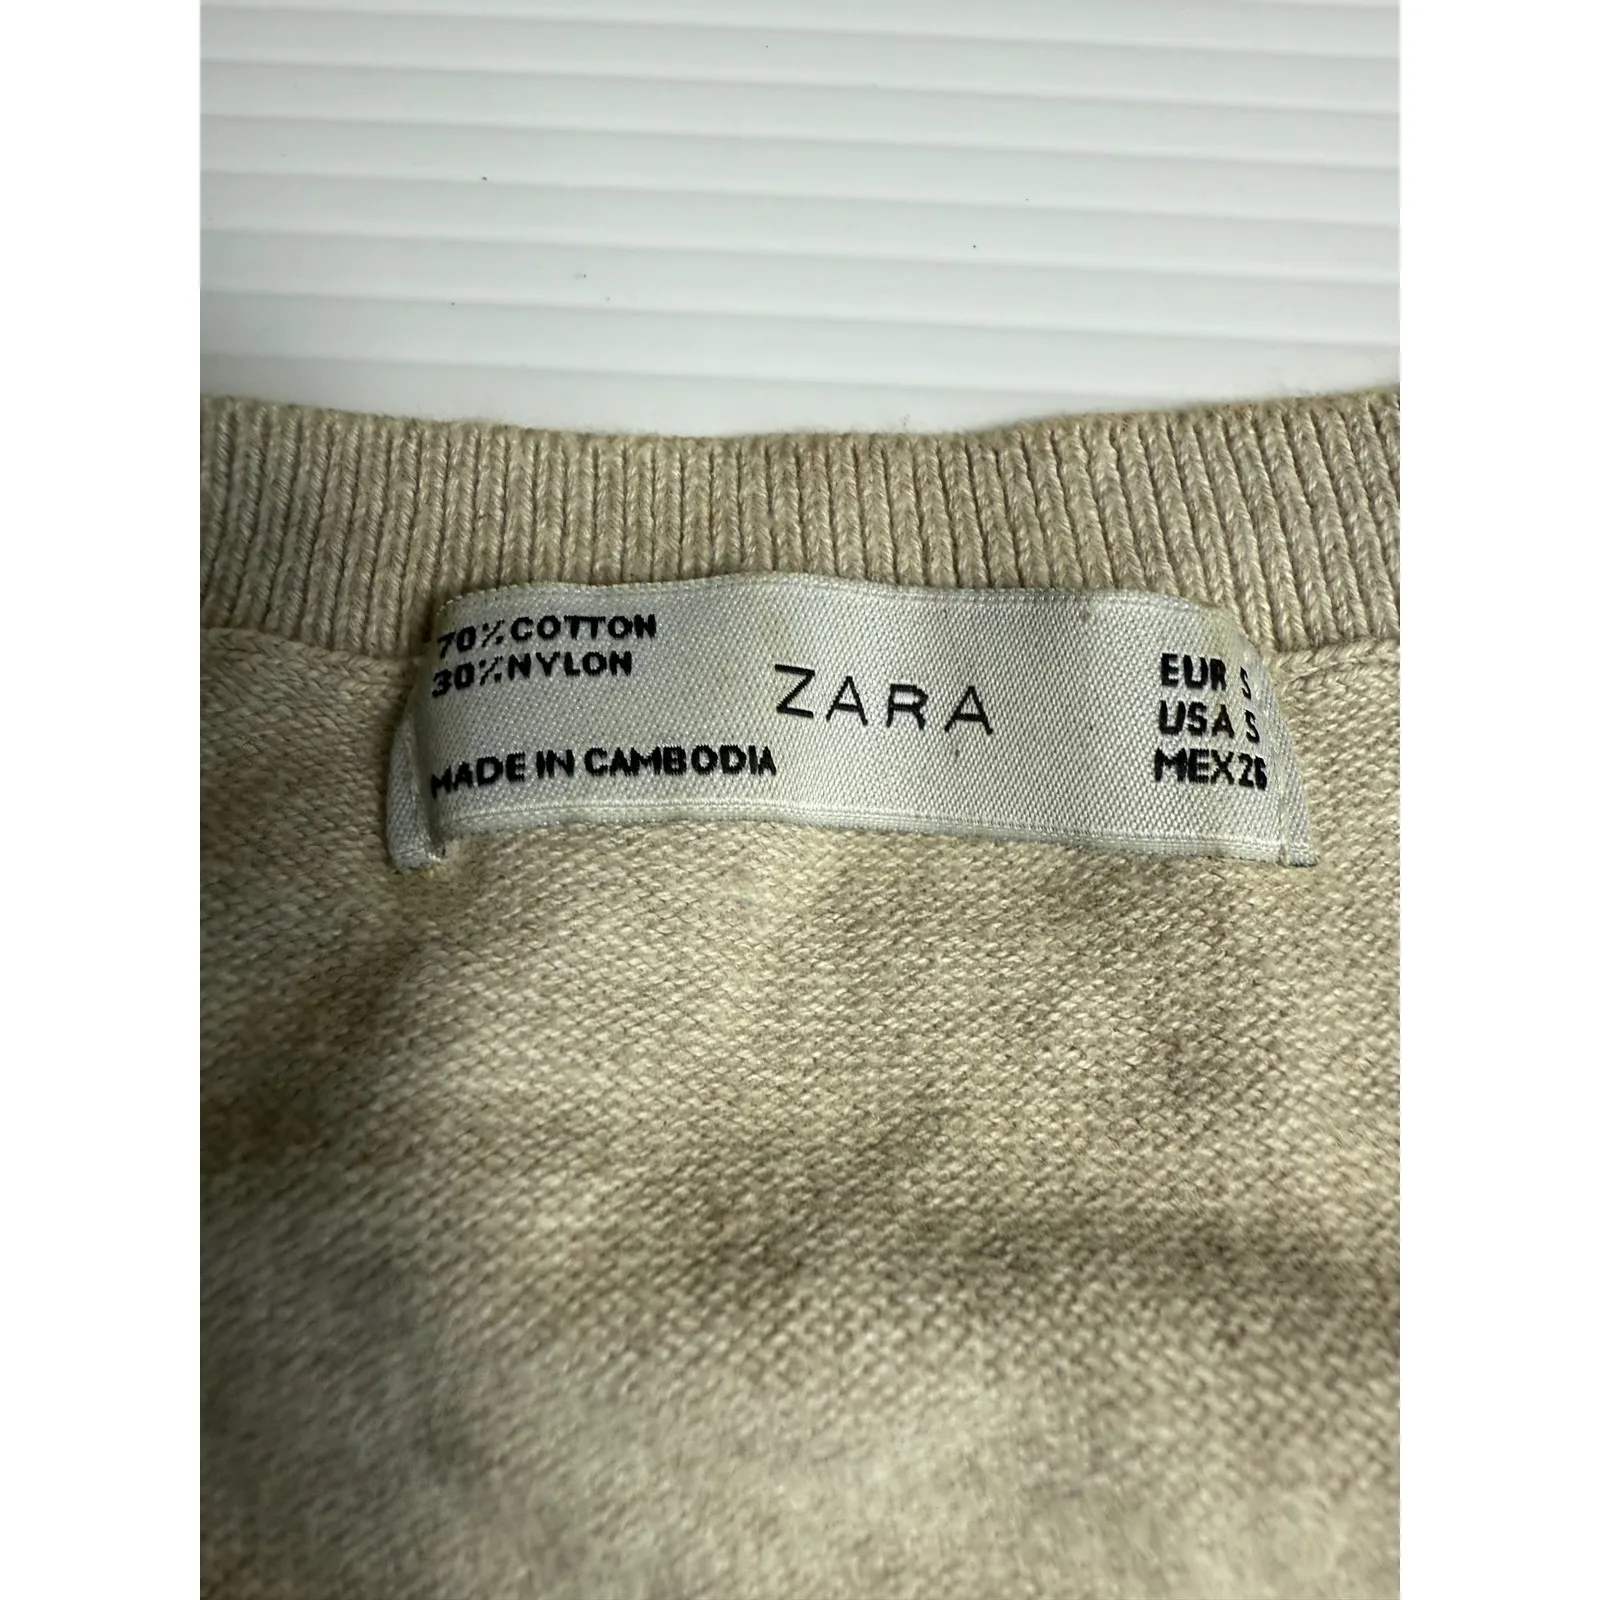 70% COTTON
30% NYLON
MADE IN CAMBODIA
ZARA
EUR S
USA S
MEX 26